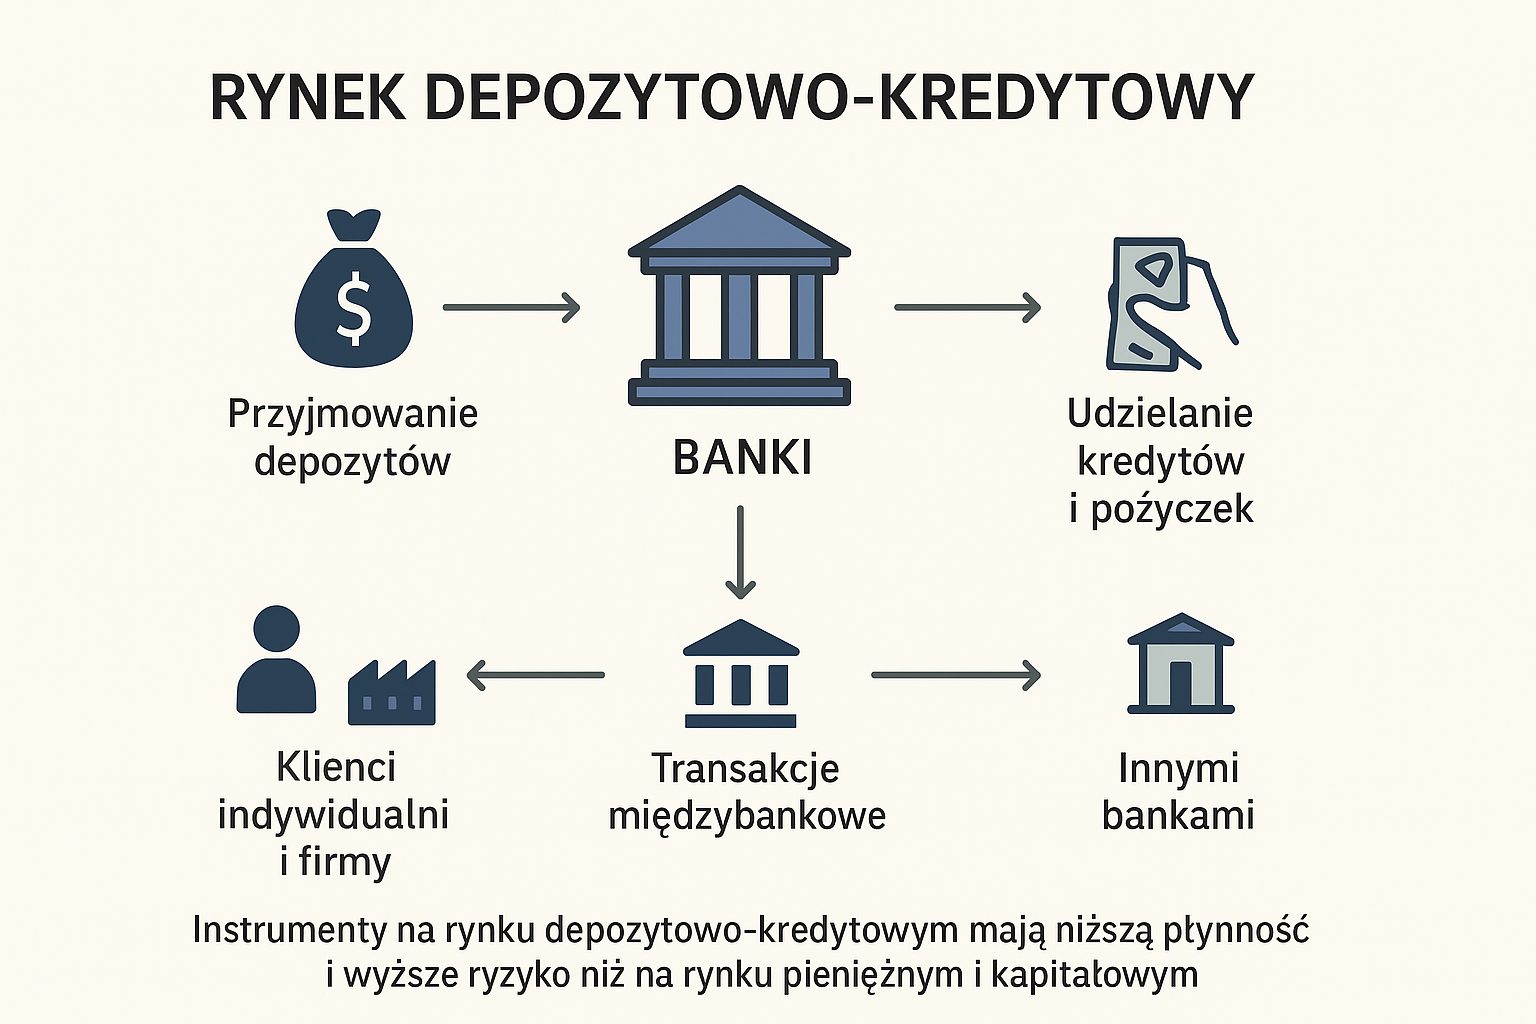 RYNEK DEPOZYTOWO-KREDYTOWY
$
Przyjmowanie
depozytów
BANKI
Udzielanie
kredytów
i poźyczek
Klienci
indywidualni
i firmy
Transakcje
międzybankowe
Innymi
bankami
Instrumenty na rynku depozytowo-kredytowym mają niższą płynność
i wyższe ryzyko niż na rynku pieniężnym i kapitałowym